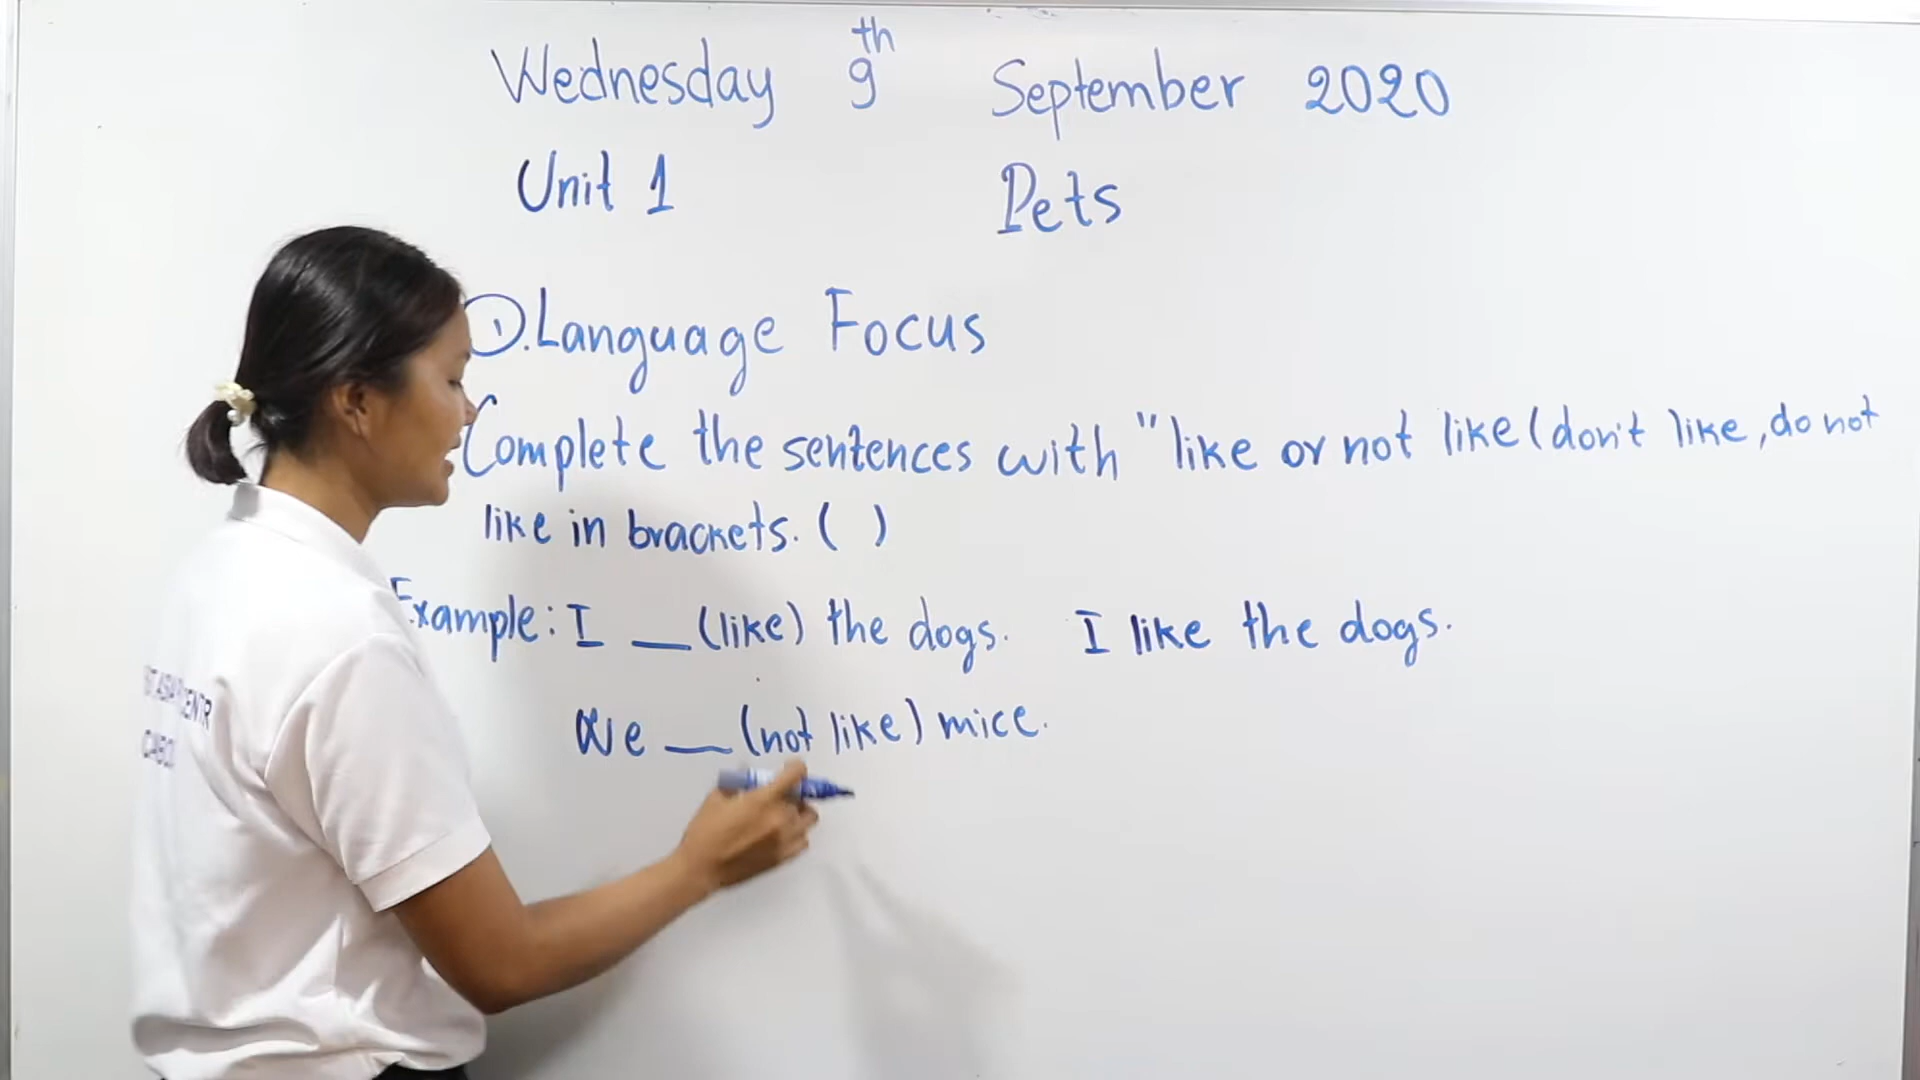 Wednesday 9th September 2020
Unit 1 Pets
1.Language Focus
Complete the sentences with "like or not like (don't like, do not
like in brackets. ( )
Example: I __ (like) the dogs. I like the dogs.
We __ (not like) mice.